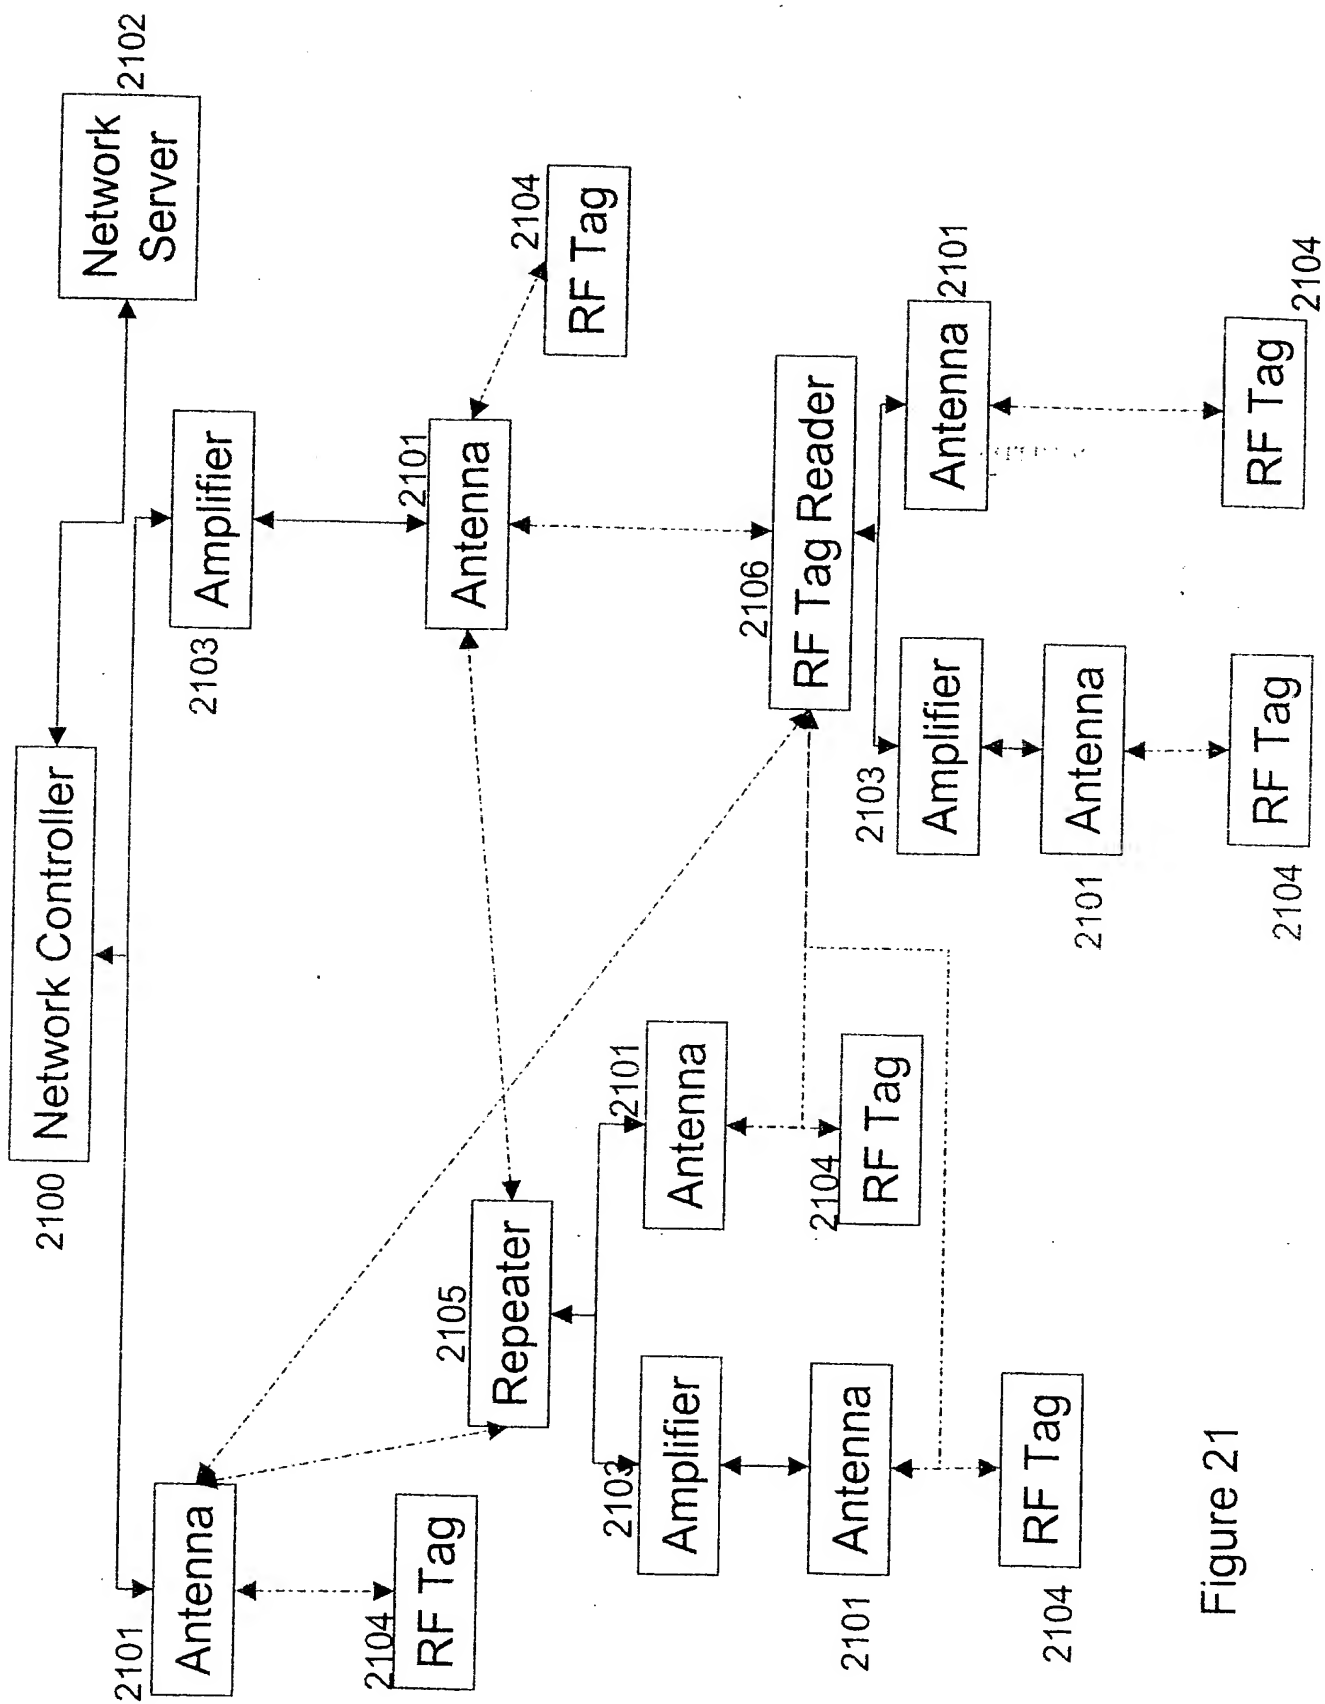 2102
Network
Server
2100
Network Controller
2103
Amplifier
2101
Antenna
2104
RF Tag
2101
Antenna
2104
RF Tag
2105
Repeater
2106
RF Tag Reader
2103
Amplifier
2101
Antenna
2101
Antenna
2104
RF Tag
2104
RF Tag
2103
Amplifier
2101
Antenna
2101
Antenna
2104
RF Tag
2104
RF Tag
Figure 21